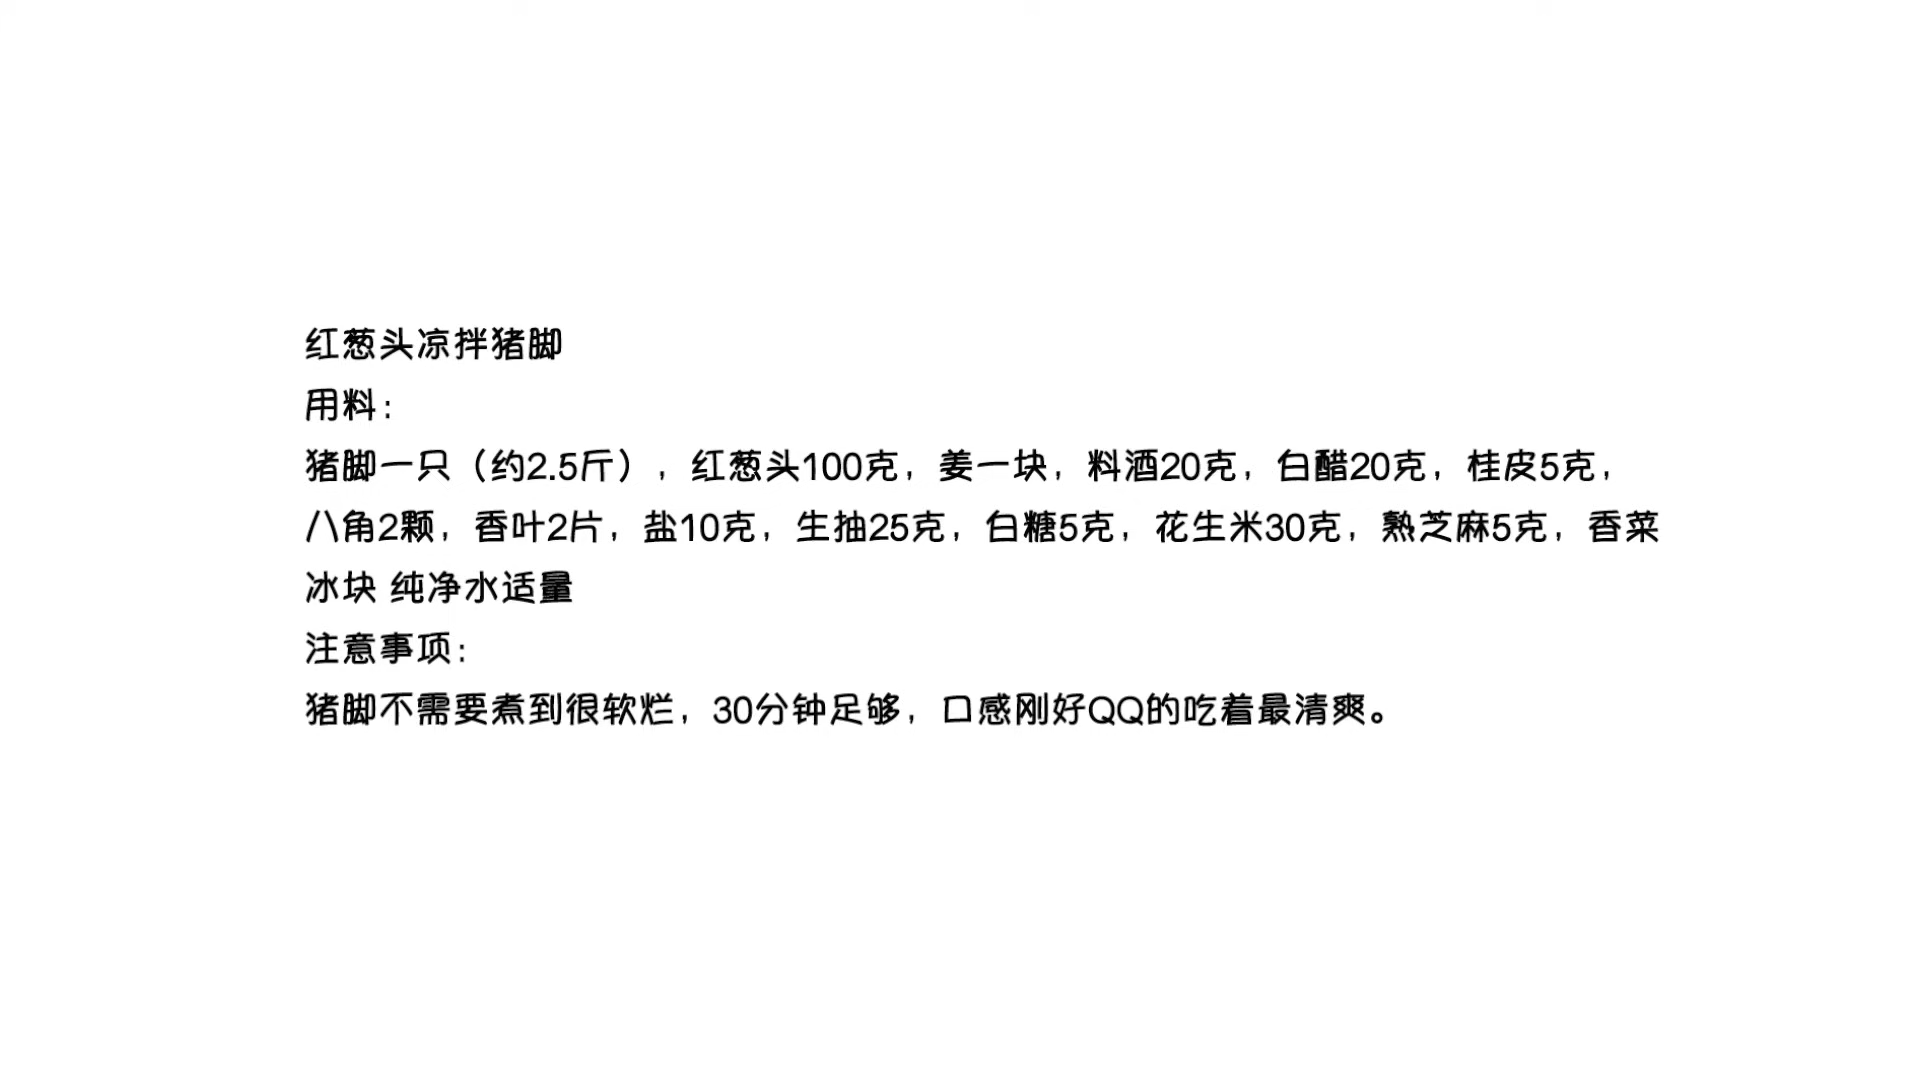 红葱头凉拌猪脚
用料：
猪脚一只（约2.5斤），红葱头100克，姜一块，料酒20克，白醋20克，桂皮5克，
八角2颗，香叶2片，盐10克，生抽25克，白糖5克，花生米30克，熟芝麻5克，香菜
冰块 纯净水适量
注意事项：
猪脚不需要煮到很软烂，30分钟足够，口感刚好QQ的吃着最清爽。